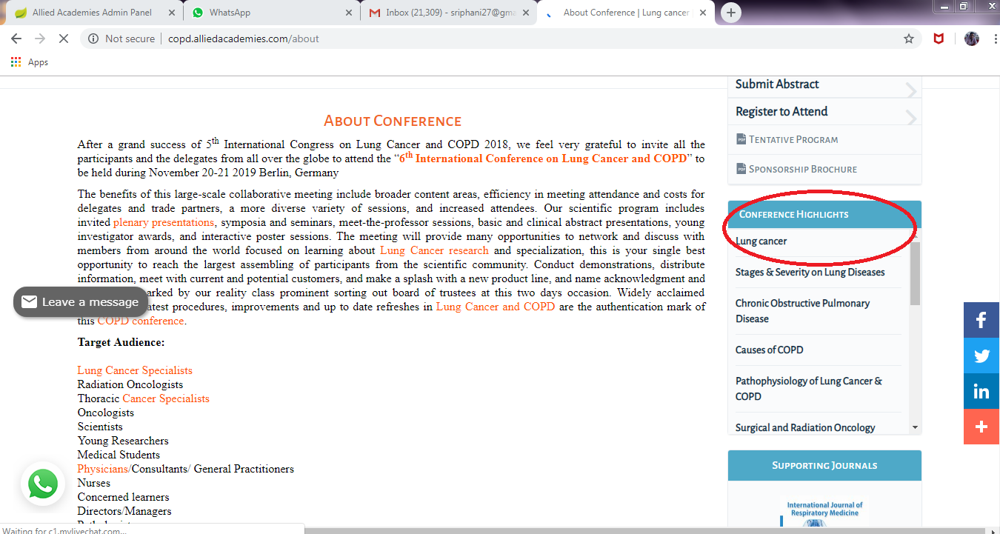 Allied Academies Admin Panel
WhatsApp
Inbox (21,309) - sriphani27@gma
About Conference | Lung cancer
Not secure
copd.alliedacademies.com/about
Apps
Submit Abstract
Register to Attend
TENTATIVE PROGRAM
SPONSORSHIP BROCHURE
ABOUT CONFERENCE
After a grand success of 5th International Congress on Lung Cancer and COPD 2018, we feel very grateful to invite all the
participants and the delegates from all over the globe to attend the “6th International Conference on Lung Cancer and COPD” to
be held during November 20-21 2019 Berlin, Germany
The benefits of this large-scale collaborative meeting include broader content areas, efficiency in meeting attendance and costs for
delegates and trade partners, a more diverse variety of sessions, and increased attendees. Our scientific program includes
invited plenary presentations, symposia and seminars, meet-the-professor sessions, basic and clinical abstract presentations, young
investigator awards, and interactive poster sessions. The meeting will provide many opportunities to network and discuss with
members from around the world focused on learning about Lung Cancer research and specialization, this is your single best
opportunity to reach the largest assembling of participants from the scientific community. Conduct demonstrations, distribute
information, meet with current and potential customers, and make a splash with a new product line, and name acknowledgment and
arked by our reality class prominent sorting out board of trustees at this two days occasion. Widely acclaimed
atest procedures, improvements and up to date refreshes in Lung Cancer and COPD are the authentication mark of
this COPD conference.
Leave a message
Target Audience:
Lung Cancer Specialists
Radiation Oncologists
Thoracic Cancer Specialists
Oncologists
Scientists
Young Researchers
Medical Students
Physicians/Consultants/ General Practitioners
Nurses
Concerned learners
Directors/Managers
CONFERENCE HIGHLIGHTS
Lung cancer
Stages & Severity on Lung Diseases
Chronic Obstructive Pulmonary
Disease
Causes of COPD
Pathophysiology of Lung Cancer &
COPD
Surgical and Radiation Oncology
SUPPORTING JOURNALS
International Journal of
Respiratory Medicine
Waiting for c1.mylivechat.com...